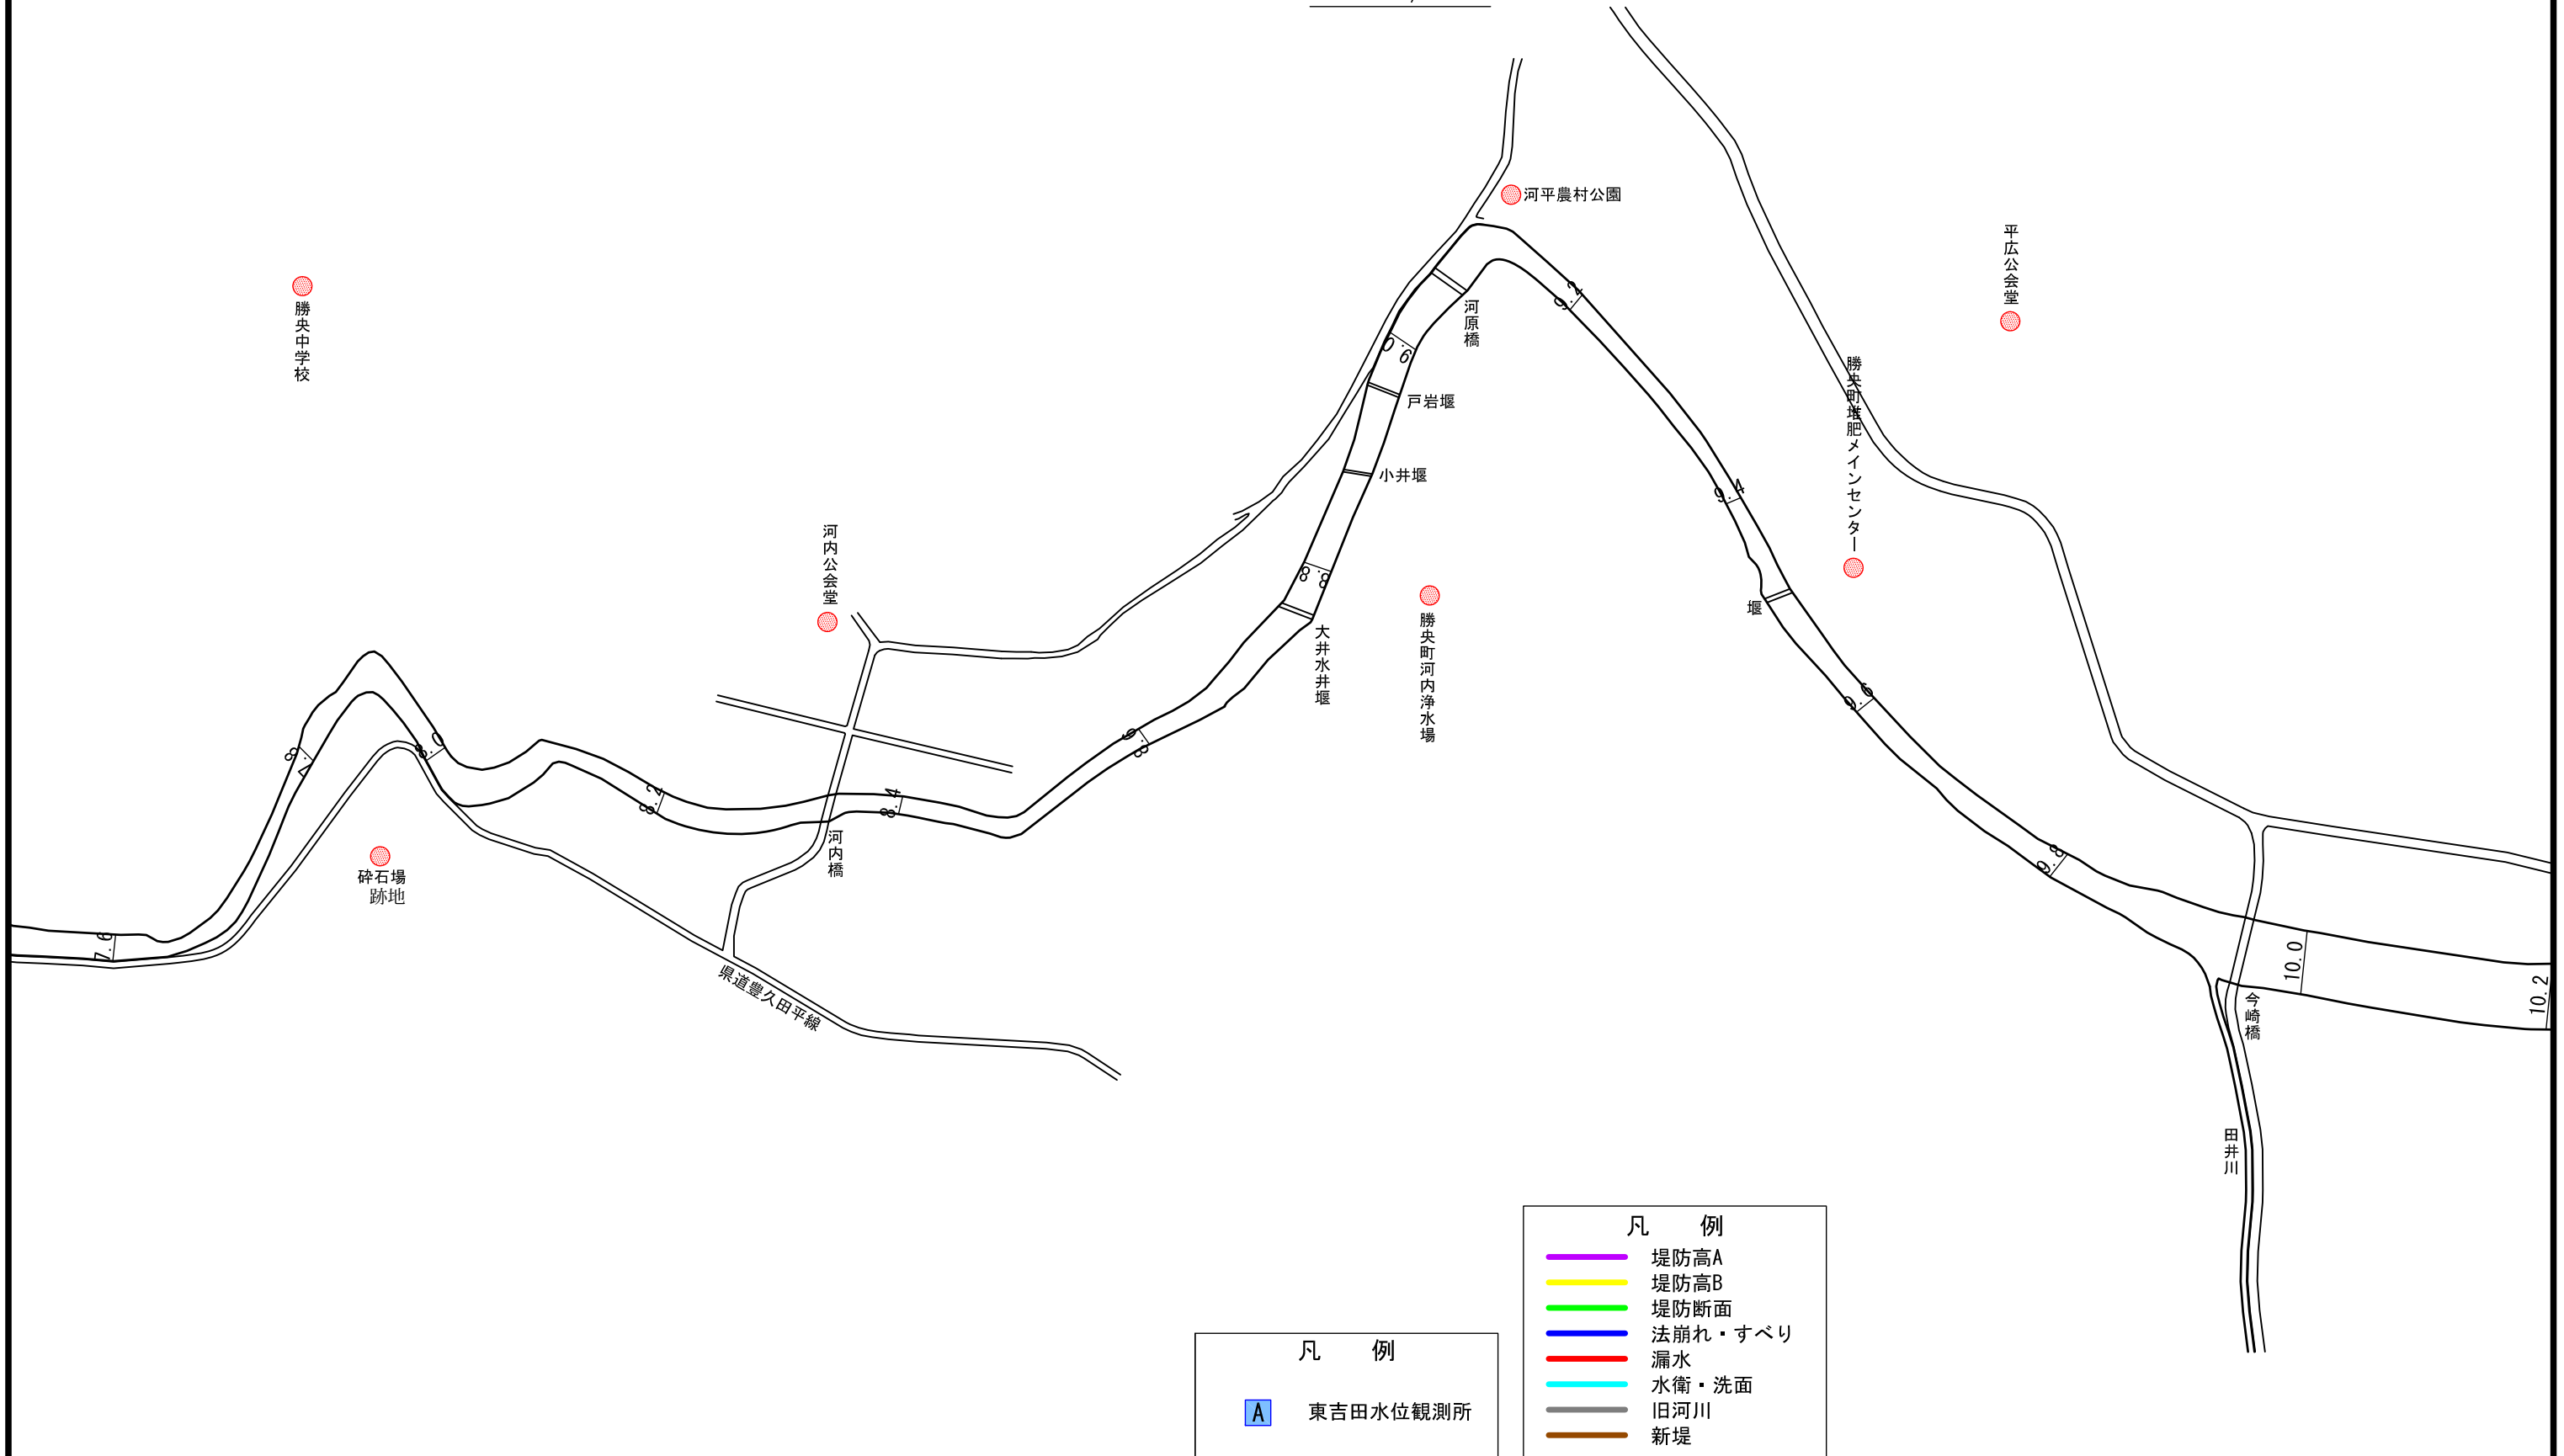 河平農村公園
平広公会堂
勝央中学校
9.2
河原橋
9.0
勝央町堆肥メインセンター
戸岩堰
小井堰
9.4
河内公会堂
8.8
堰
大井水井堰
勝央町河内浄水場
9.6
8.6
8.0
7.8
8.2
8.4
河内橋
9.8
砕石場
跡地
7.6
10.0
10.2
県道豊久田平線
今崎橋
田井川
凡 例
堤防高A
堤防高B
堤防断面
法崩れ・すべり
漏水
水衛・洗面
旧河川
新堤
凡 例
A 東吉田水位観測所